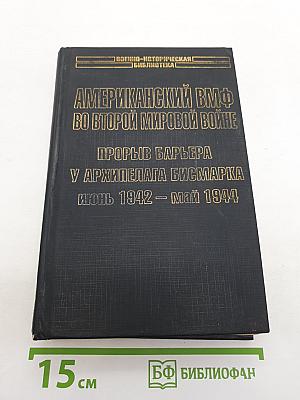 ВОЕННО-ИСТОРИЧЕСКАЯ
БИБЛИОТЕКА
АМЕРИКАНСКИЙ ВМФ
ВО ВТОРОЙ МИРОВОЙ ВОЙНЕ
ПРОРЫВ БАРЬЕРА
У АРХИПЕЛАГА БИСМАРКА
июнь 1942 — май 1944
15 см
БФ БИБЛИОФАН